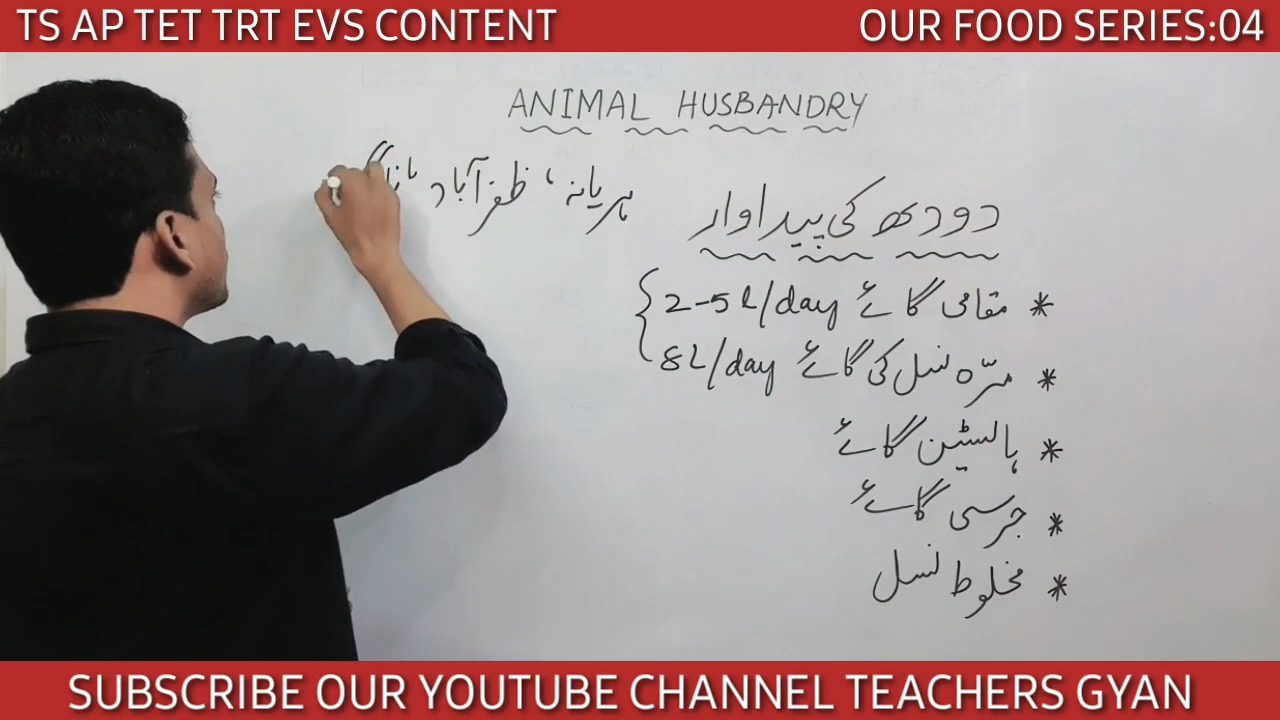 TS AP TET TRT EVS CONTENT
OUR FOOD SERIES:04
ANIMAL HUSBANDRY
ہریانہ ، ظفرآباد
دودھ کی پیداوار
* مقامی گائے 2-5 l/day
* مرّہ نسل کی گائے 8L/day
* ہالسٹین گائے
* جرسی گائے
* مخلوط نسل
SUBSCRIBE OUR YOUTUBE CHANNEL TEACHERS GYAN